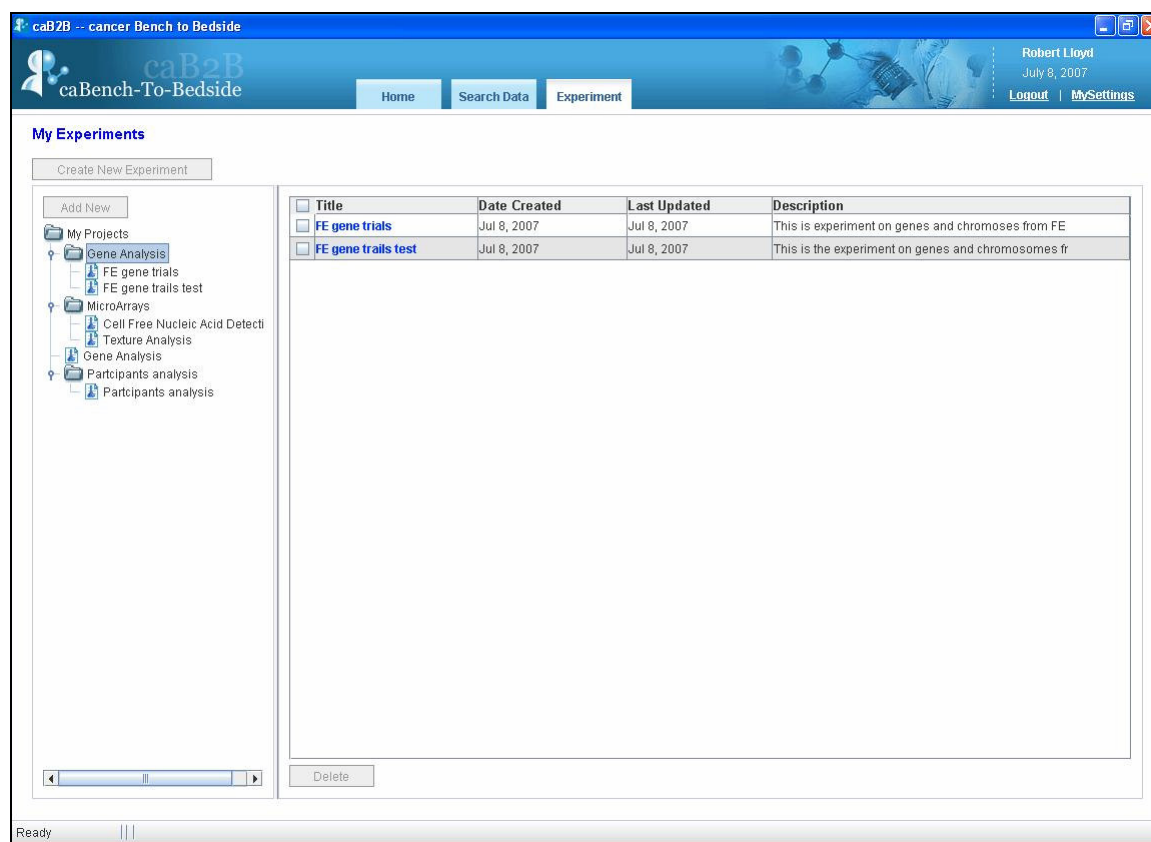 caB2B -- cancer Bench to Bedside
caB2B
caBench-To-Bedside
Home
Search Data
Experiment
Robert Lloyd
July 8, 2007
Logout | MySettings
My Experiments
Create New Experiment
Add New
My Projects
Gene Analysis
FE gene trials
FE gene trails test
MicroArrays
Cell Free Nucleic Acid Detecti
Texture Analysis
Gene Analysis
Partcipants analysis
Partcipants analysis
Title Date Created Last Updated Description
FE gene trials Jul 8, 2007 Jul 8, 2007 This is experiment on genes and chromoses from FE
FE gene trails test Jul 8, 2007 Jul 8, 2007 This is the experiment on genes and chromosomes fr
Delete
Ready